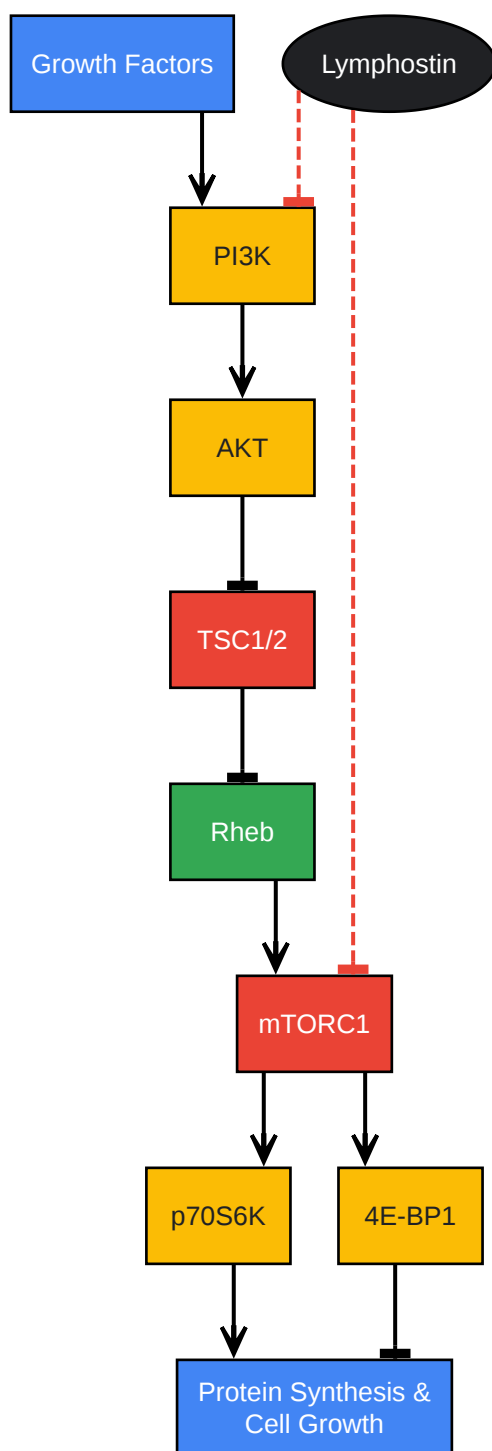 Growth Factors
Lymphostin
PI3K
AKT
TSC1/2
Rheb
mTORC1
p70S6K
4E-BP1
Protein Synthesis &
Cell Growth